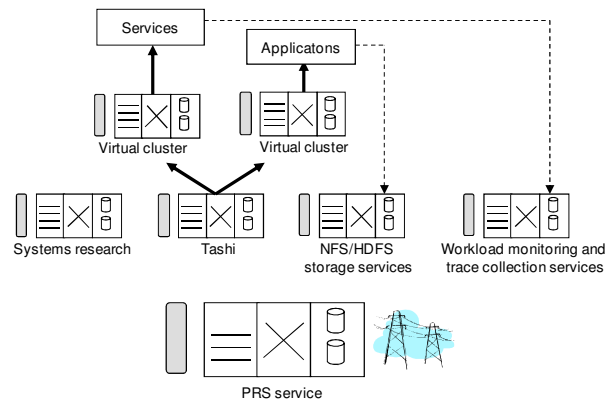 Services
Applicatons
Virtual cluster
Virtual cluster
Systems research
Tashi
NFS/HDFS
storage services
Workload monitoring and
trace collection services
PRS service